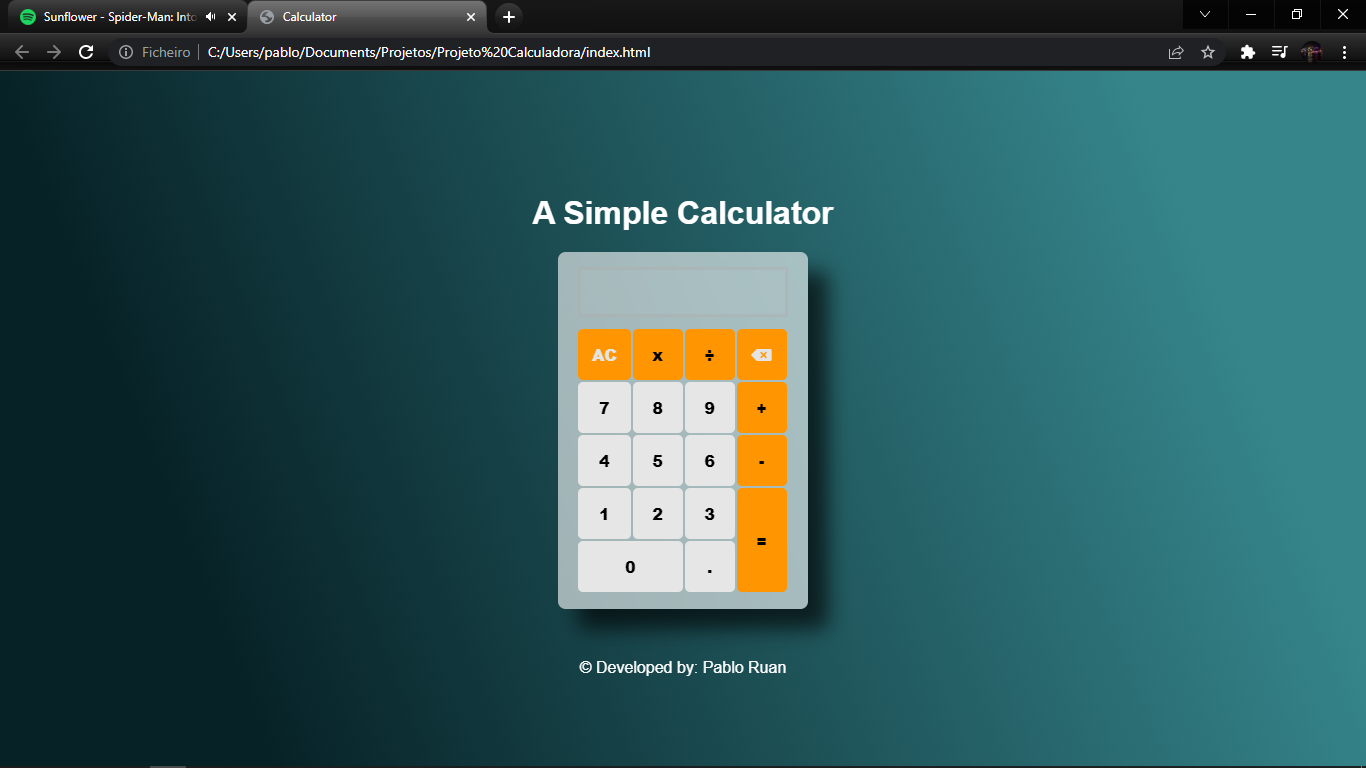 Sunflower - Spider-Man: Into
Calculator
Ficheiro
C:/Users/pablo/Documents/Projetos/Projeto%20Calculadora/index.html
A Simple Calculator
AC x ÷
7 8 9 +
4 5 6 -
1 2 3
=
0 .
© Developed by: Pablo Ruan